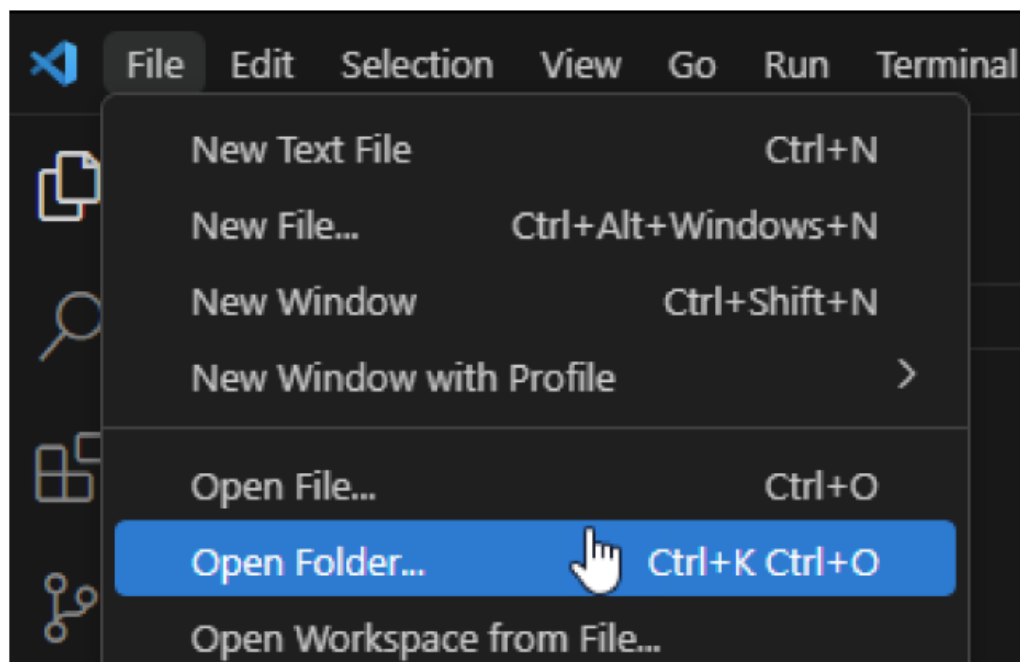 File Edit Selection View Go Run Terminal
New Text File Ctrl+N
New File... Ctrl+Alt+Windows+N
New Window Ctrl+Shift+N
New Window with Profile
Open File... Ctrl+O
Open Folder... Ctrl+K Ctrl+O
Open Workspace from File...